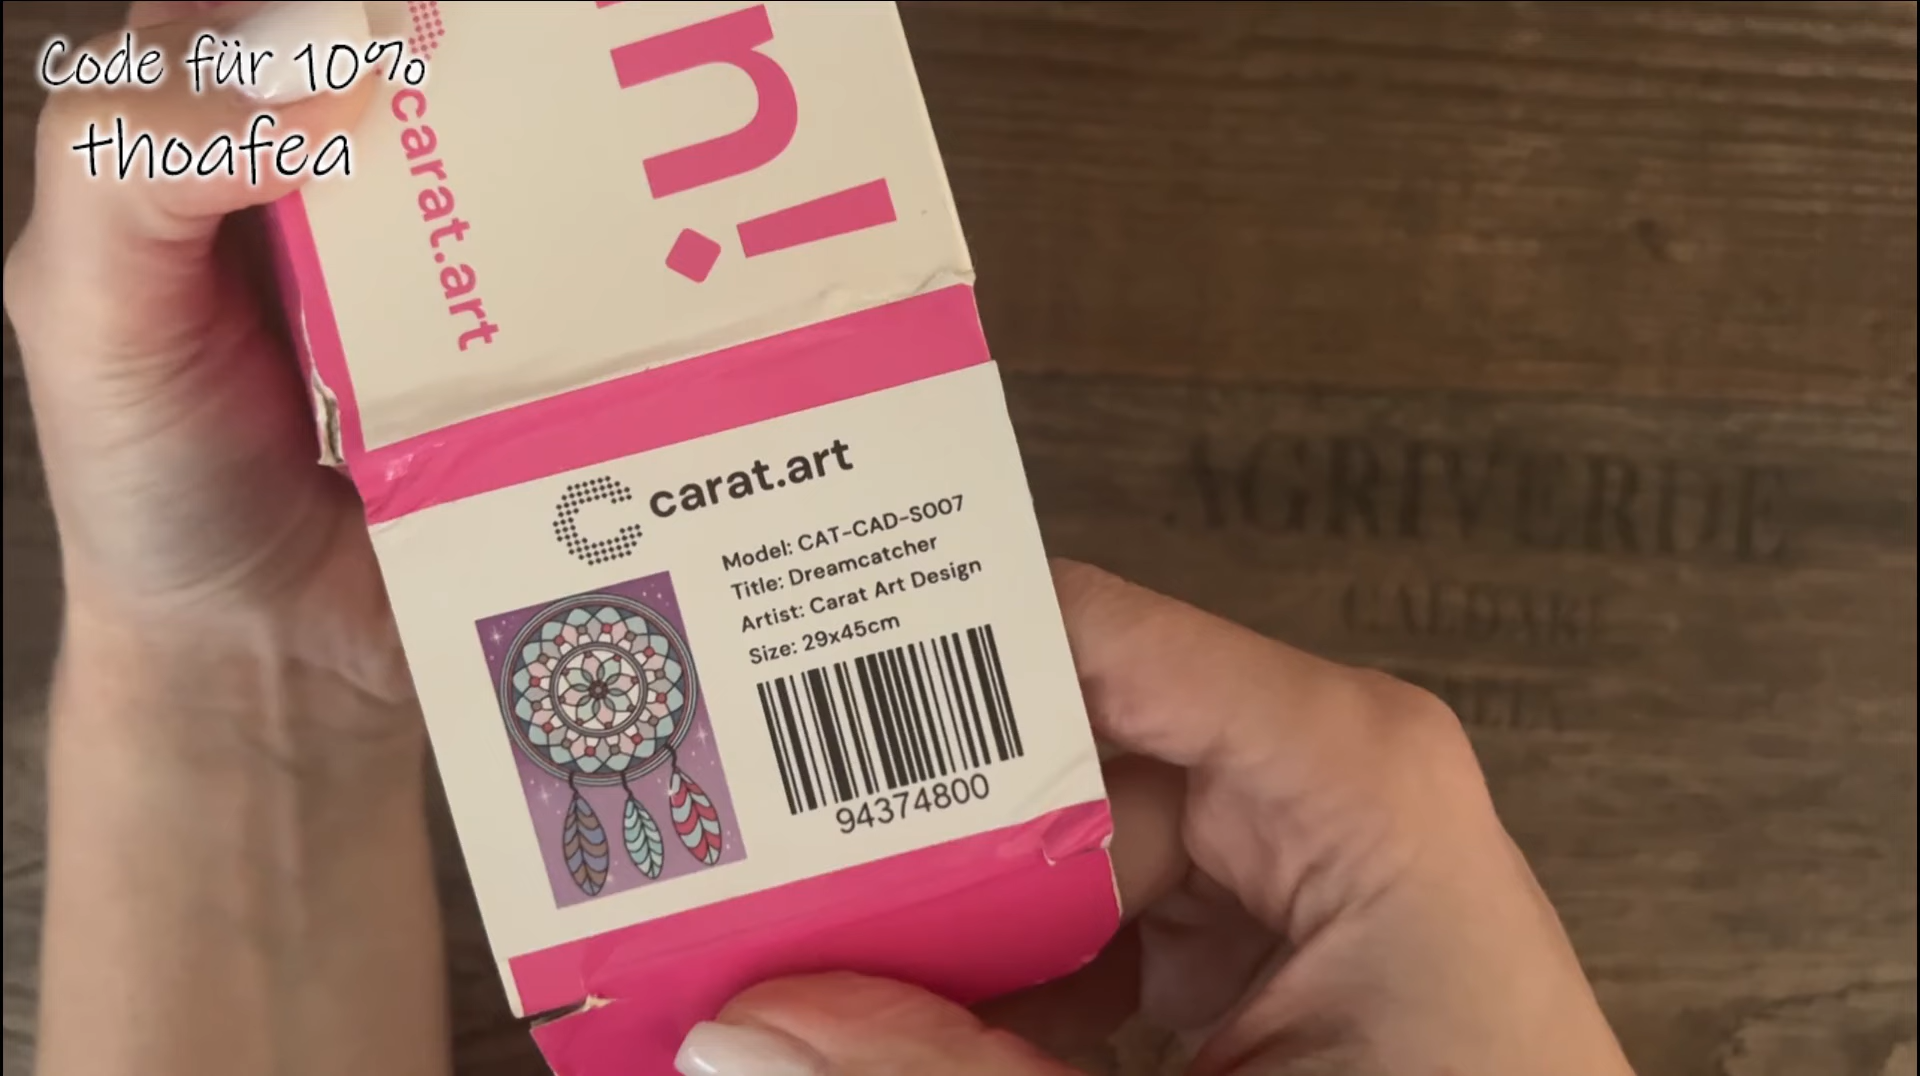 Code für 10%
thoafea
carat.art
n!
carat.art
Model: CAT-CAD-S007
Title: Dreamcatcher
Artist: Carat Art Design
Size: 29x45cm
94374800
AGRIVERDE
CALDARI